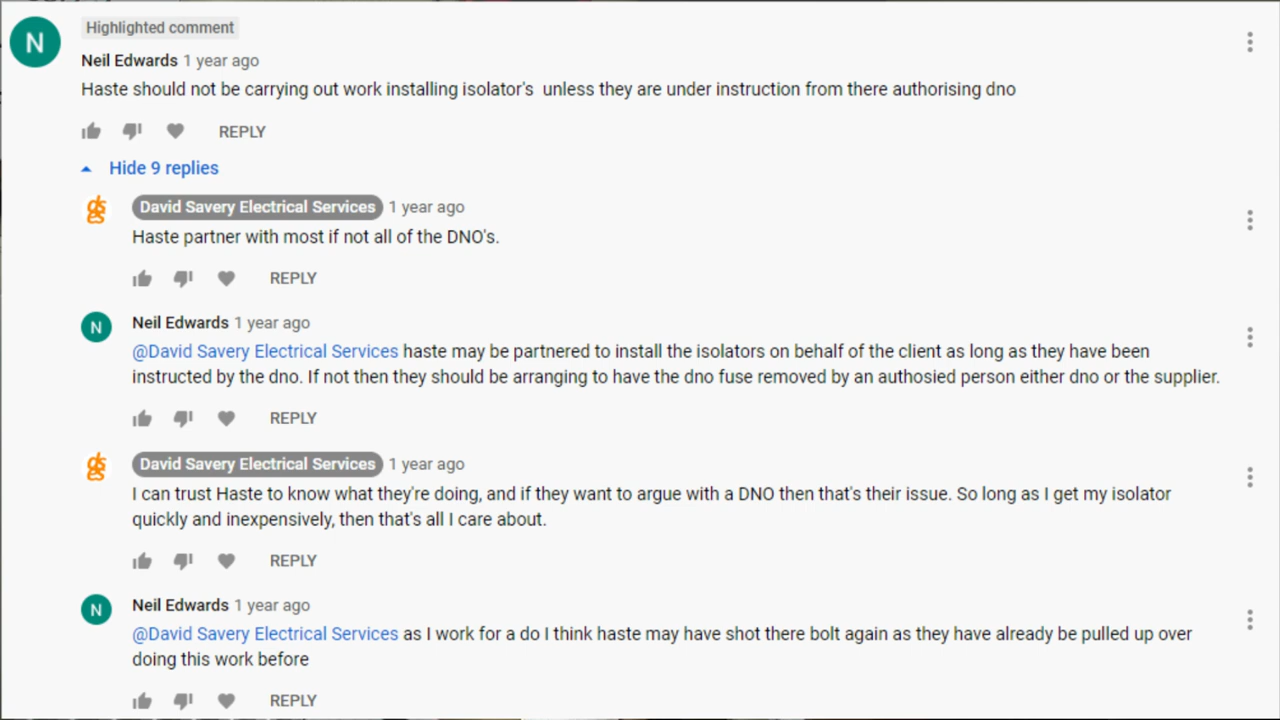 Highlighted comment
N
Neil Edwards 1 year ago
Haste should not be carrying out work installing isolator's unless they are under instruction from there authorising dno
REPLY
Hide 9 replies
David Savery Electrical Services 1 year ago
Haste partner with most if not all of the DNO's.
REPLY
N
Neil Edwards 1 year ago
@David Savery Electrical Services haste may be partnered to install the isolators on behalf of the client as long as they have been
instructed by the dno. If not then they should be arranging to have the dno fuse removed by an authosied person either dno or the supplier.
REPLY
David Savery Electrical Services 1 year ago
I can trust Haste to know what they're doing, and if they want to argue with a DNO then that's their issue. So long as I get my isolator
quickly and inexpensively, then that's all I care about.
REPLY
N
Neil Edwards 1 year ago
@David Savery Electrical Services as I work for a do I think haste may have shot there bolt again as they have already be pulled up over
doing this work before
REPLY